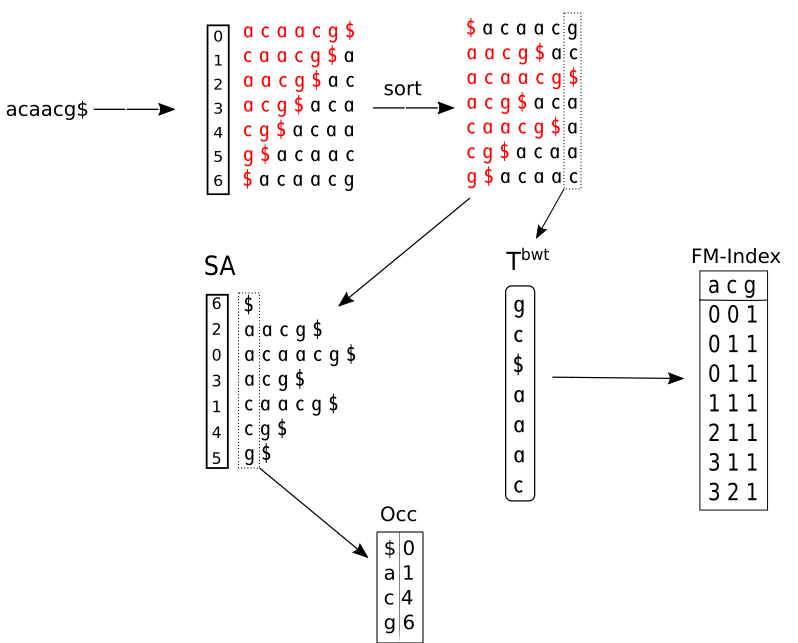 acaacg$
0 acaacg$
1 caacg$a
2 aacg$ac
3 acg$aca
4 cg$acaa
5 g$acaac
6 $acaacg
sort
$acaacg
aacg$ac
acaacg$
acg$aca
caacg$a
cg$acaa
g$acaac
SA
6 $
2 aacg$
0 acaacg$
3 acg$
1 caacg$
4 cg$
5 g$
Tbwt
g
c
$
a
a
a
c
FM-Index
a c g
0 0 1
0 1 1
0 1 1
1 1 1
2 1 1
3 1 1
3 2 1
Occ
$ 0
a 1
c 4
g 6